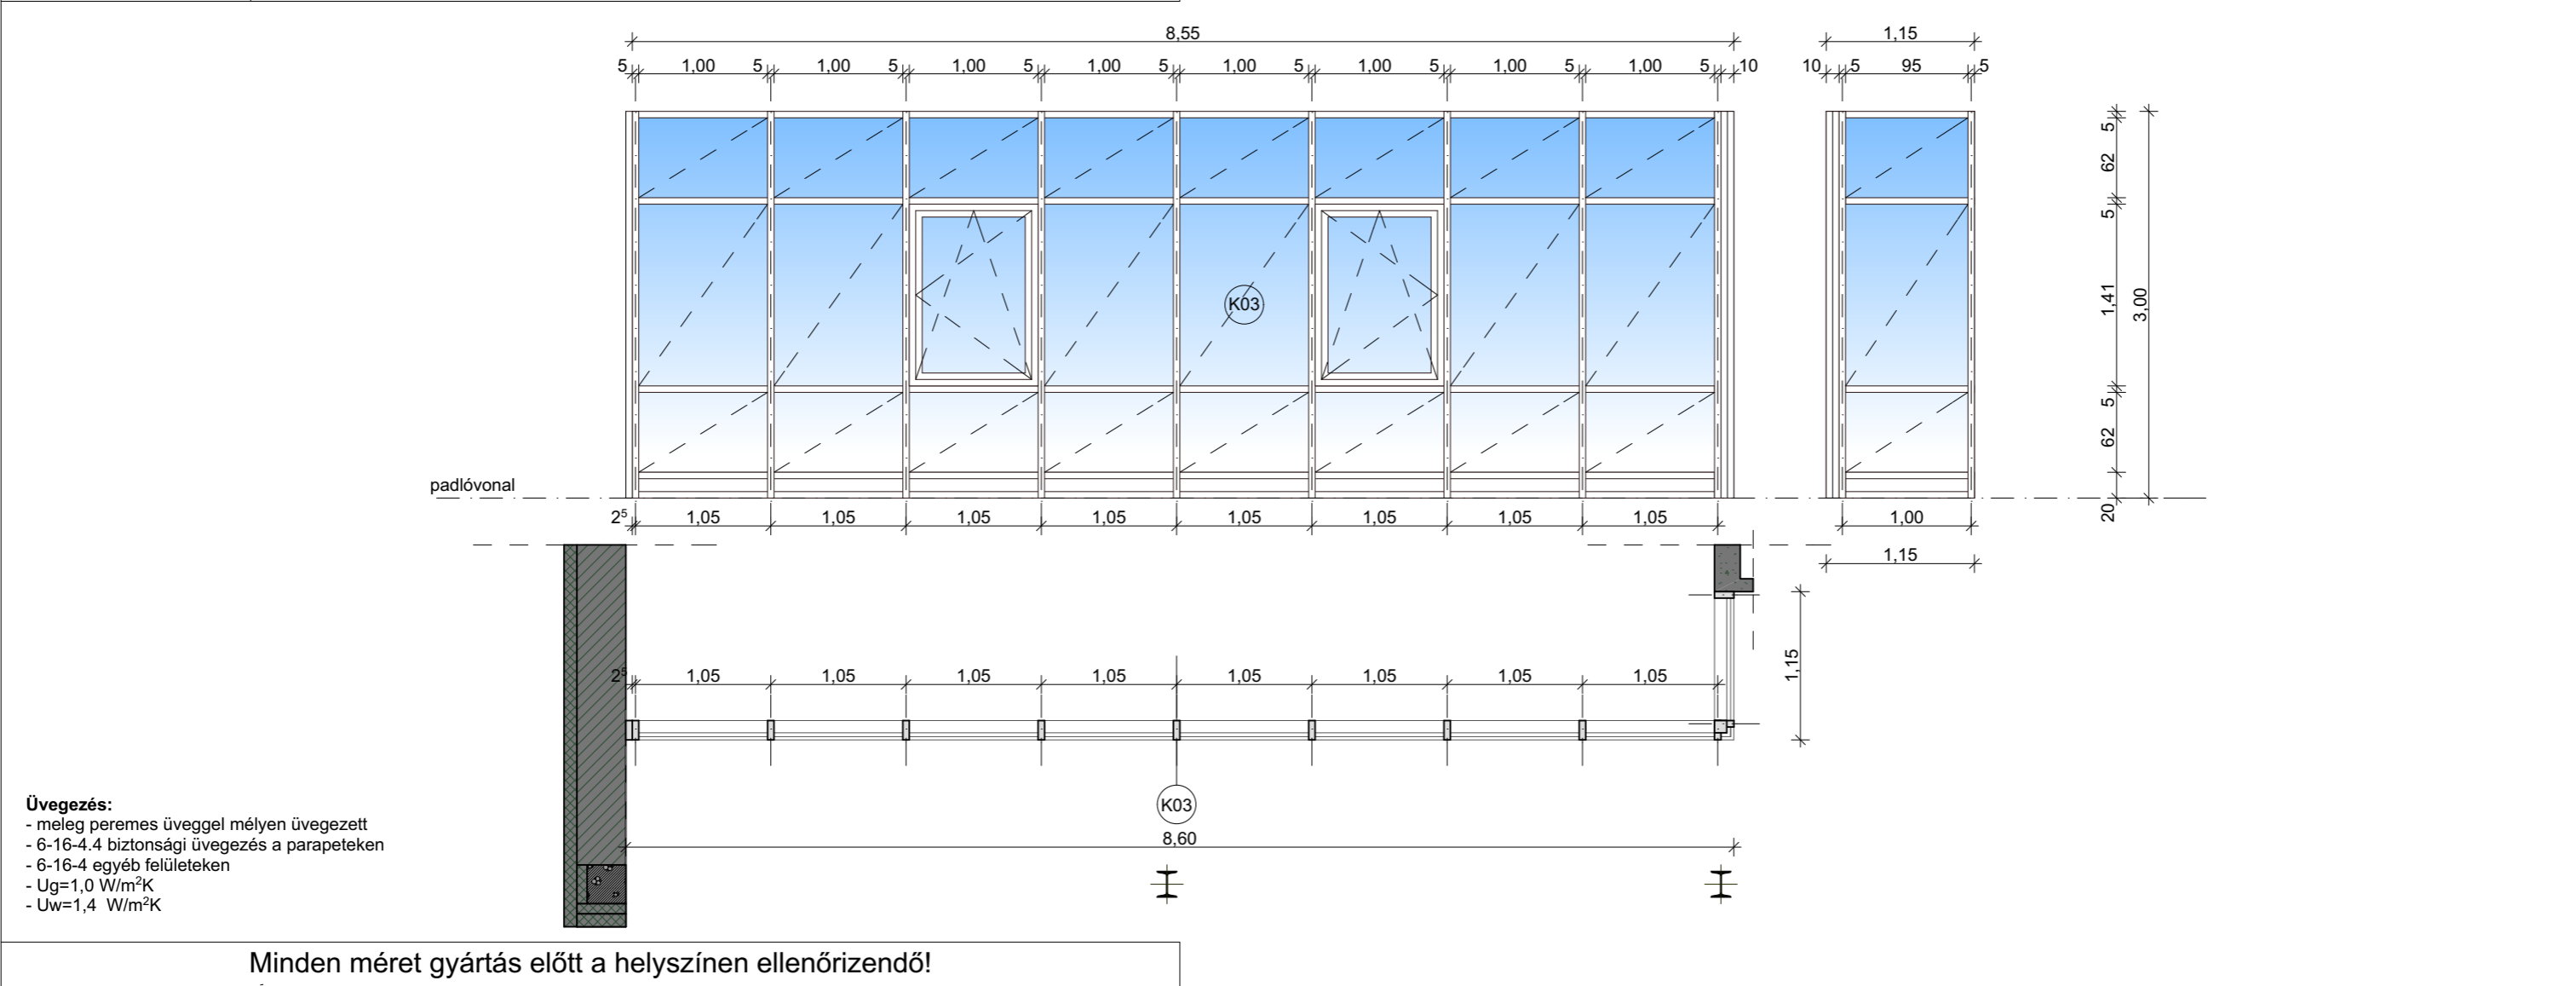 8,55 1,15
5 1,00 5 1,00 5 1,00 5 1,00 5 1,00 5 1,00 5 1,00 5 1,00 5 10 10 5 95 5
5
62
5
1,41
3,00
5
62
20
K03
padlóvonal
2⁵ 1,05 1,05 1,05 1,05 1,05 1,05 1,05 1,05 1,00
1,15
2⁵ 1,05 1,05 1,05 1,05 1,05 1,05 1,05 1,05
1,15
K03
8,60
Üvegezés:
- meleg peremes üveggel mélyen üvegezett
- 6-16-4.4 biztonsági üvegezés a parapeteken
- 6-16-4 egyéb felületeken
- Ug=1,0 W/m²K
- Uw=1,4 W/m²K
Minden méret gyártás előtt a helyszínen ellenőrizendő!